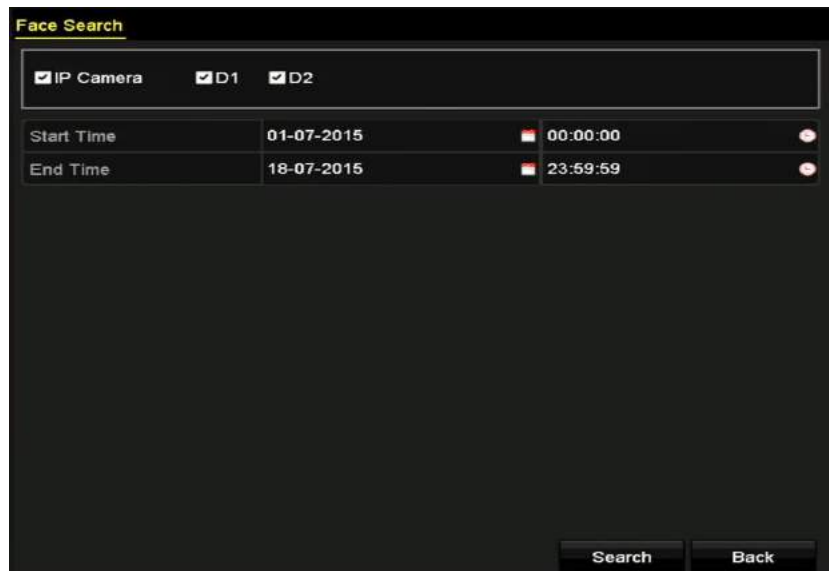 Face Search
IP Camera D1 D2
Start Time 01-07-2015 00:00:00
End Time 18-07-2015 23:59:59
Search Back